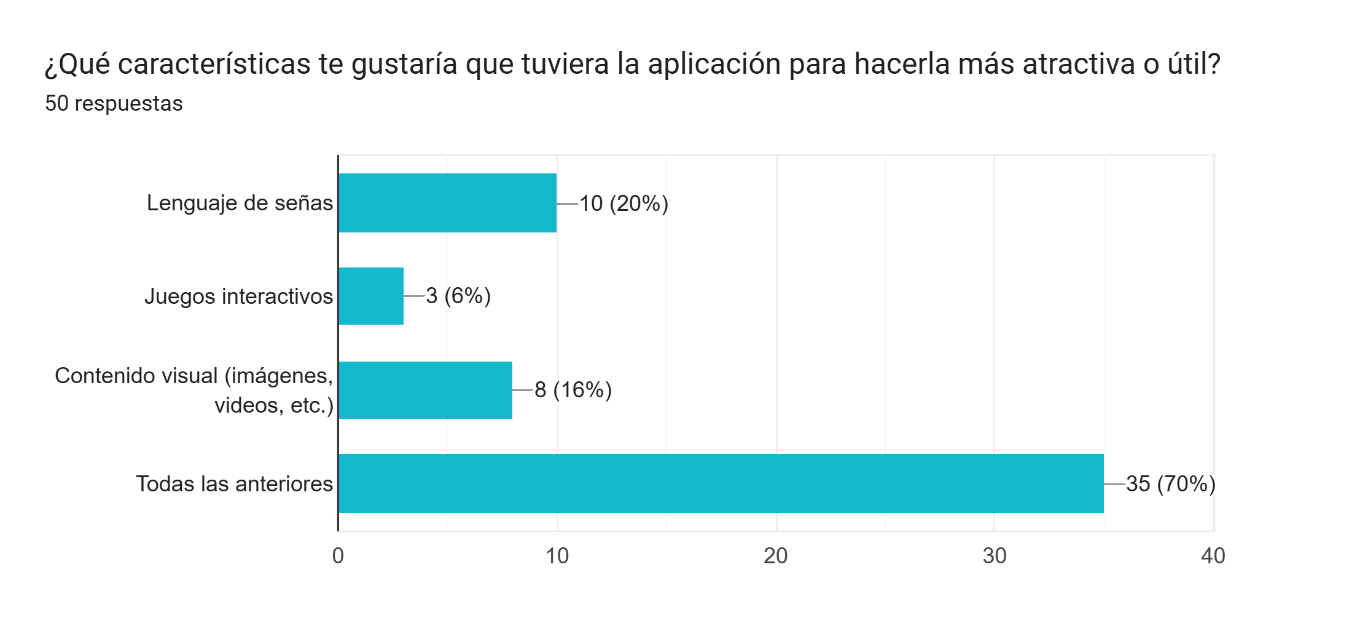 ¿Qué características te gustaría que tuviera la aplicación para hacerla más atractiva o útil?
50 respuestas
Lenguaje de señas
10 (20%)
Juegos interactivos
3 (6%)
Contenido visual (imágenes,
videos, etc.)
8 (16%)
Todas las anteriores
35 (70%)
0 10 20 30 40